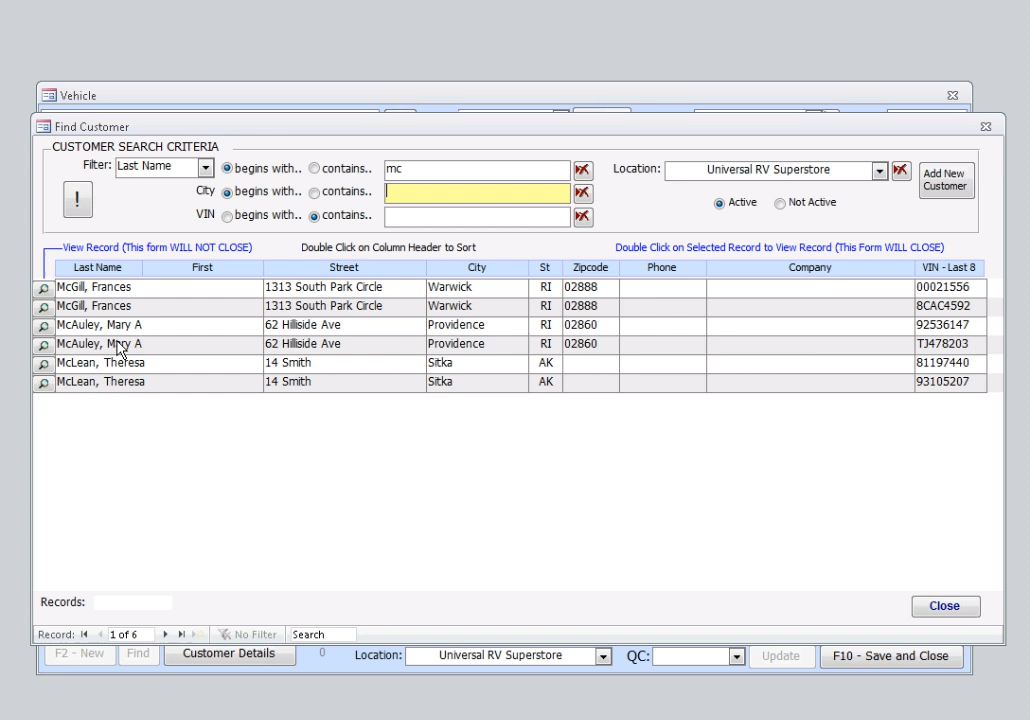 Vehicle
Find Customer
CUSTOMER SEARCH CRITERIA
Filter: Last Name begins with.. contains.. mc Location: Universal RV Superstore Add New Customer
! City begins with.. contains.. Active Not Active
VIN begins with.. contains..
View Record (This form WILL NOT CLOSE) Double Click on Column Header to Sort Double Click on Selected Record to View Record (This Form WILL CLOSE)
Last Name First Street City St Zipcode Phone Company VIN - Last 8
McGill, Frances 1313 South Park Circle Warwick RI 02888 00021556
McGill, Frances 1313 South Park Circle Warwick RI 02888 8CAC4592
McAuley, Mary A 62 Hillside Ave Providence RI 02860 92536147
McAuley, Mary A 62 Hillside Ave Providence RI 02860 TJ478203
McLean, Theresa 14 Smith Sitka AK 81197440
McLean, Theresa 14 Smith Sitka AK 93105207
Records: Close
Record: 1 of 6 No Filter Search
F2 - New Find Customer Details 0 Location: Universal RV Superstore QC: Update F10 - Save and Close